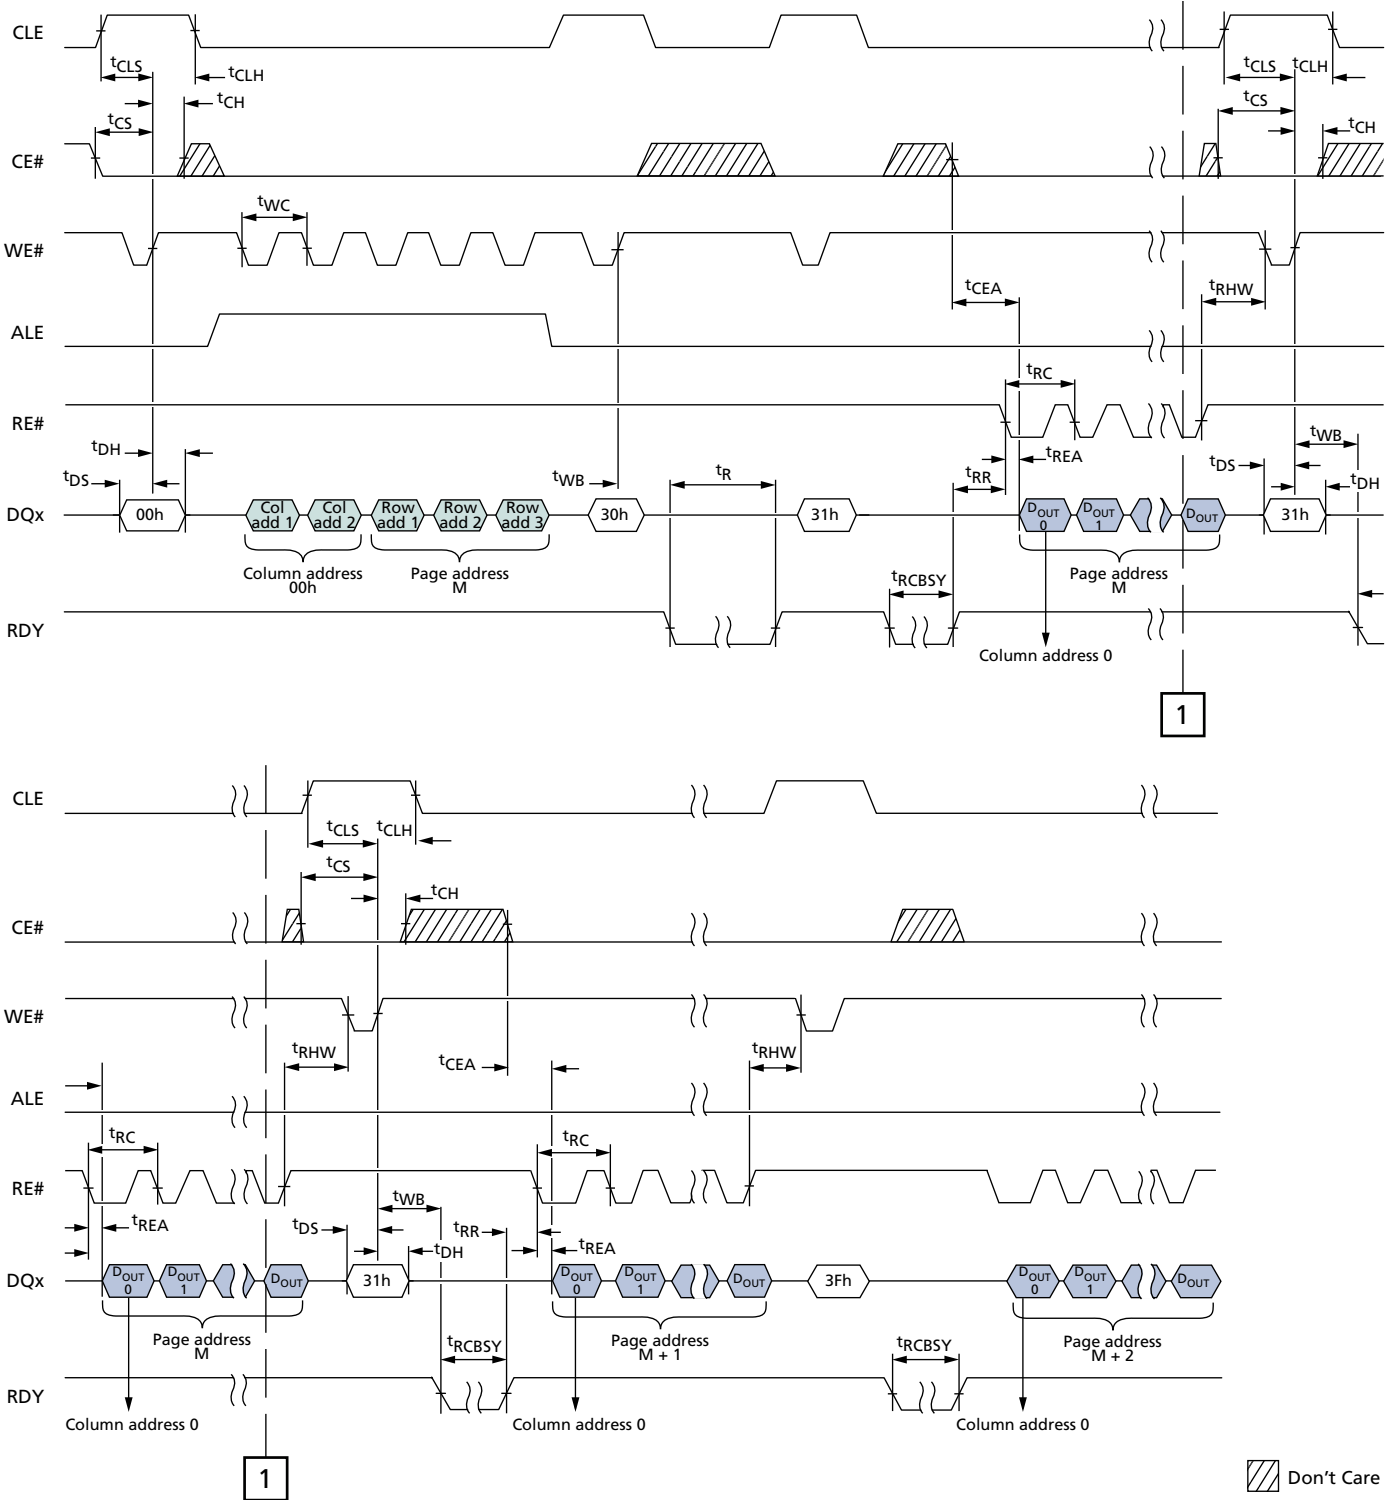 CLE
tCLS
tCLH
tCLS
tCLH
tCH
tCS
tCS
tCH
CE#
tWC
WE#
tCEA
tRHW
ALE
tRC
RE#
tDH
tWB
tREA
tDS
tWB
tR
tRR
tDS
tDH
DQx
00h
Col add 1
Col add 2
Row add 1
Row add 2
Row add 3
30h
31h
DOUT 0
DOUT 1
DOUT
31h
Column address 00h
Page address M
Page address M
tRCBSY
RDY
Column address 0
1
CLE
tCLS
tCLH
tCS
tCH
CE#
WE#
tRHW
tCEA
tRHW
ALE
tRC
tRC
RE#
tWB
tREA
tDS
tRR
tDH
tREA
DQx
DOUT 0
DOUT 1
DOUT
31h
DOUT 0
DOUT 1
DOUT
3Fh
DOUT 0
DOUT 1
DOUT
Page address M
tRCBSY
Page address M + 1
tRCBSY
Page address M + 2
RDY
Column address 0
Column address 0
Column address 0
1
Don't Care